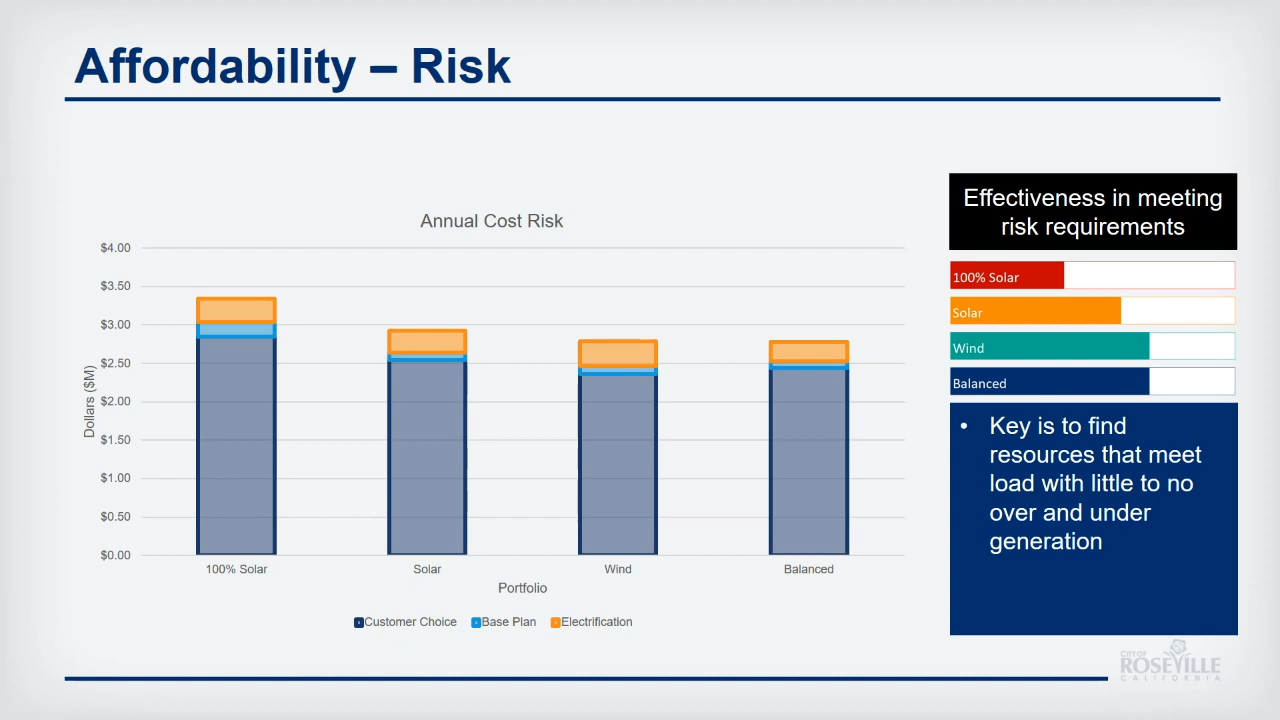 Affordability – Risk
Annual Cost Risk
$4.00
$3.50
$3.00
$2.50
$2.00
$1.50
$1.00
$0.50
$0.00
Dollars ($M)
100% Solar
Solar
Wind
Balanced
Portfolio
Customer Choice
Base Plan
Electrification
Effectiveness in meeting
risk requirements
100% Solar
Solar
Wind
Balanced
• Key is to find
resources that meet
load with little to no
over and under
generation
CITY OF
ROSEVILLE
CALIFORNIA